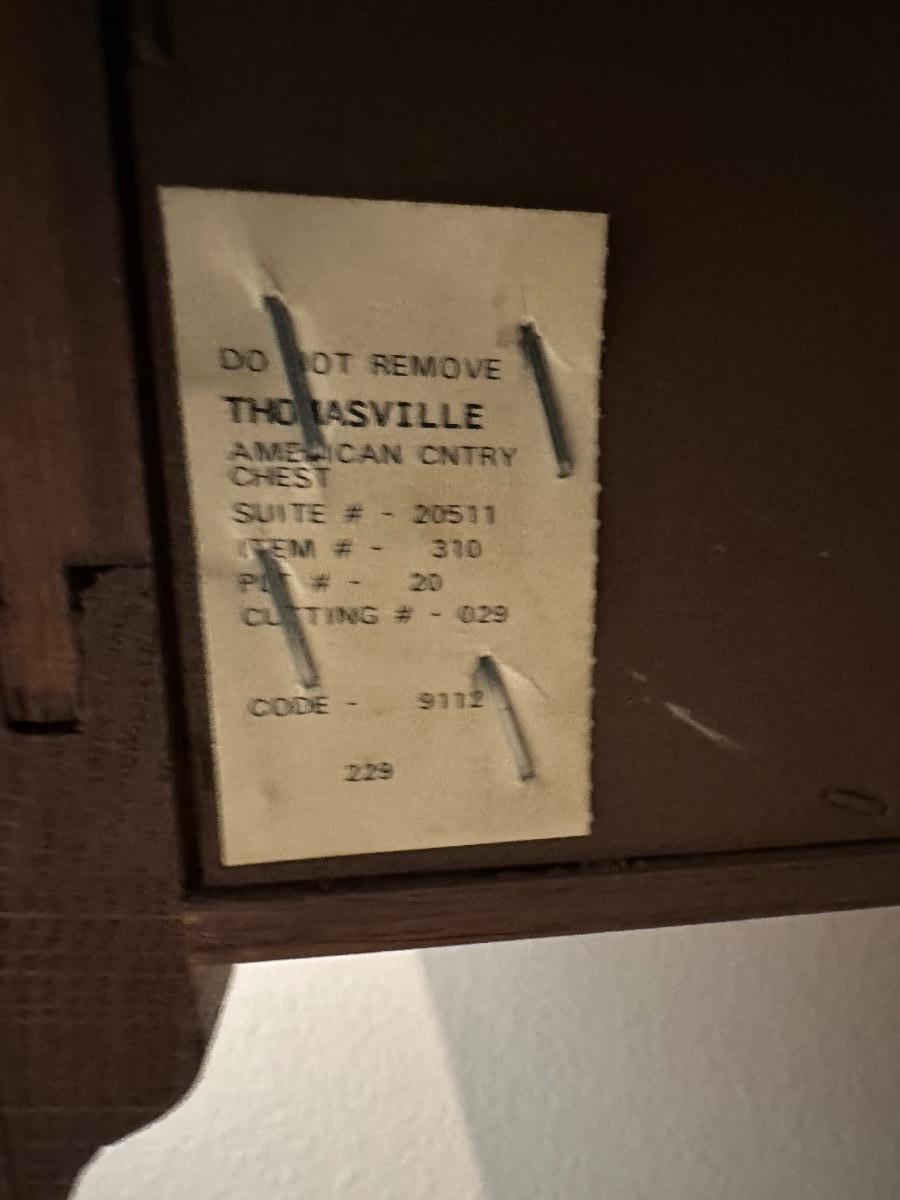 DO NOT REMOVE
THOMASVILLE
AMERICAN CNTRY
CHEST
SUITE # - 20511
ITEM # - 310
PLT # - 20
CUTTING # - 029
CODE - 9112
229